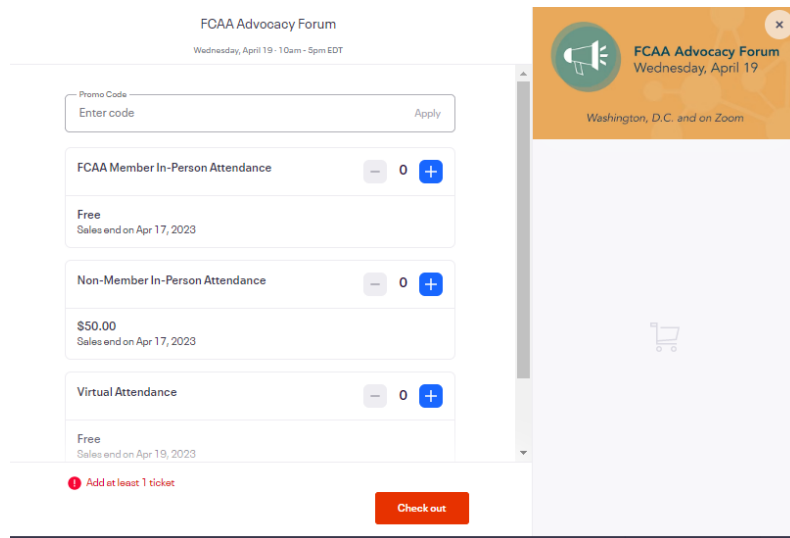 FCAA Advocacy Forum
Wednesday, April 19 · 10am - 5pm EDT
Promo Code
Enter code
Apply
FCAA Member In-Person Attendance
0
Free
Sales end on Apr 17, 2023
Non-Member In-Person Attendance
0
$50.00
Sales end on Apr 17, 2023
Virtual Attendance
0
Free
Sales end on Apr 19, 2023
Add at least 1 ticket
Check out
FCAA Advocacy Forum
Wednesday, April 19
Washington, D.C. and on Zoom